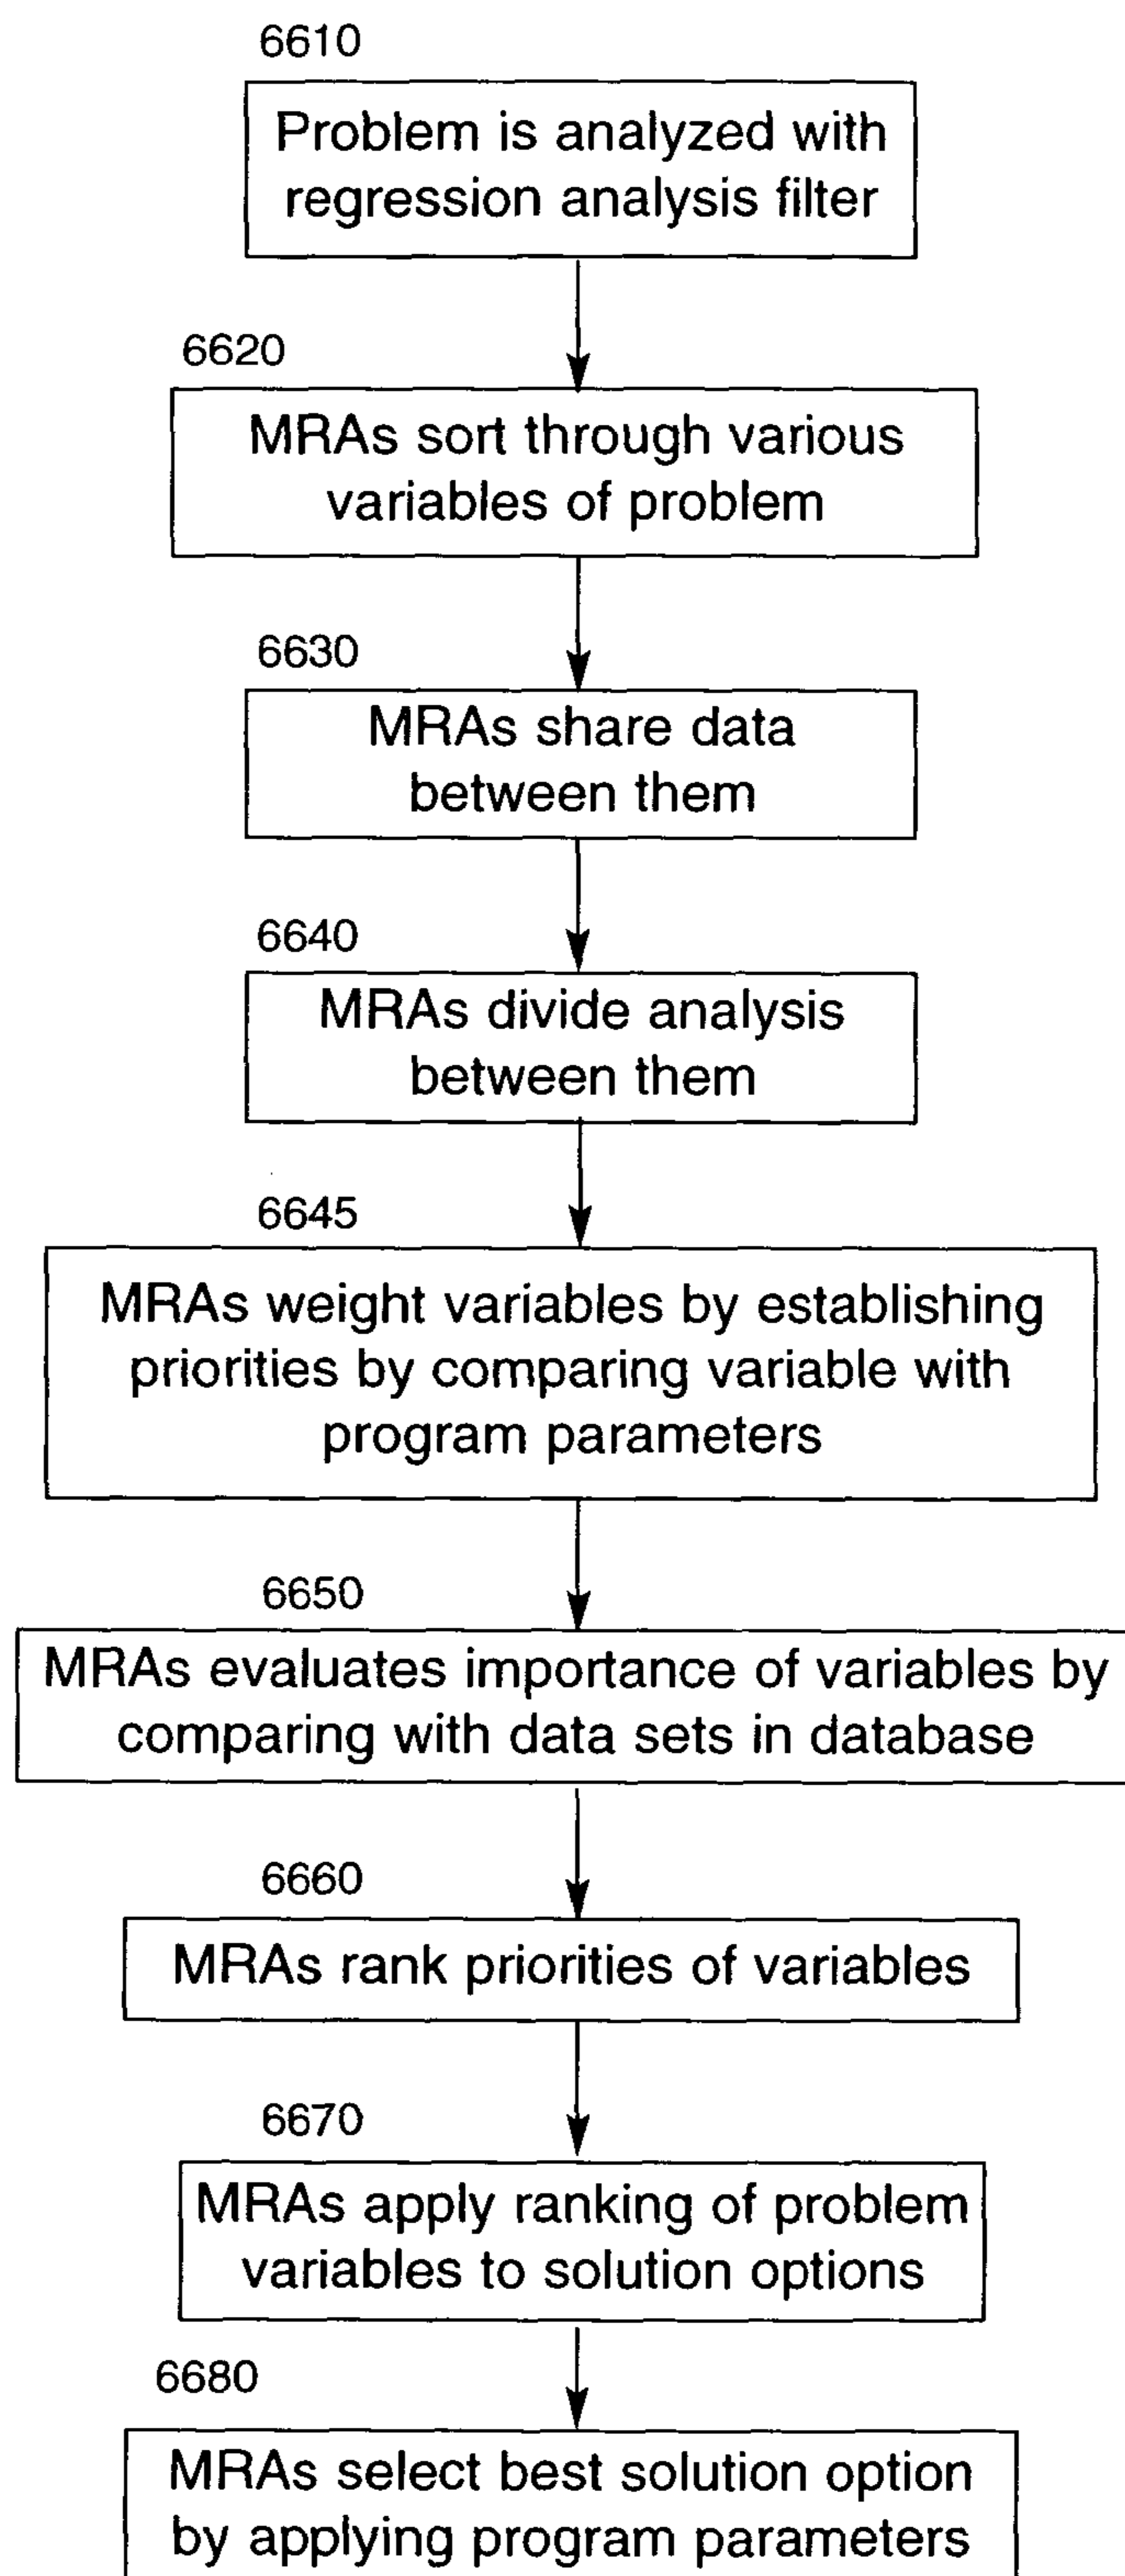 6610
Problem is analyzed with
regression analysis filter
6620
MRAs sort through various
variables of problem
6630
MRAs share data
between them
6640
MRAs divide analysis
between them
6645
MRAs weight variables by establishing
priorities by comparing variable with
program parameters
6650
MRAs evaluates importance of variables by
comparing with data sets in database
6660
MRAs rank priorities of variables
6670
MRAs apply ranking of problem
variables to solution options
6680
MRAs select best solution option
by applying program parameters